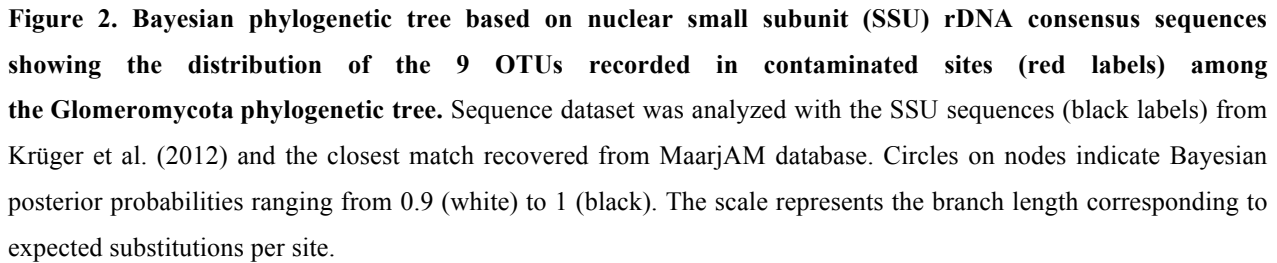 Figure 2. Bayesian phylogenetic tree based on nuclear small subunit (SSU) rDNA consensus sequences
showing the distribution of the 9 OTUs recorded in contaminated sites (red labels) among
the Glomeromycota phylogenetic tree. Sequence dataset was analyzed with the SSU sequences (black labels) from
Krüger et al. (2012) and the closest match recovered from MaarjAM database. Circles on nodes indicate Bayesian
posterior probabilities ranging from 0.9 (white) to 1 (black). The scale represents the branch length corresponding to
expected substitutions per site.